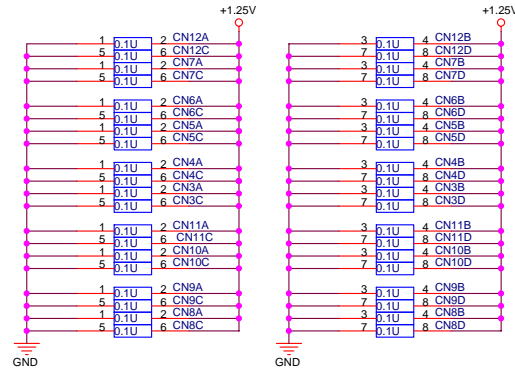 +1.25V +1.25V
1 0.1U 2 CN12A 3 0.1U 4 CN12B
5 0.1U 6 CN12C 7 0.1U 8 CN12D
1 0.1U 2 CN7A 3 0.1U 4 CN7B
5 0.1U 6 CN7C 7 0.1U 8 CN7D
1 0.1U 2 CN6A 3 0.1U 4 CN6B
5 0.1U 6 CN6C 7 0.1U 8 CN6D
1 0.1U 2 CN5A 3 0.1U 4 CN5B
5 0.1U 6 CN5C 7 0.1U 8 CN5D
1 0.1U 2 CN4A 3 0.1U 4 CN4B
5 0.1U 6 CN4C 7 0.1U 8 CN4D
1 0.1U 2 CN3A 3 0.1U 4 CN3B
5 0.1U 6 CN3C 7 0.1U 8 CN3D
1 0.1U 2 CN11A 3 0.1U 4 CN11B
5 0.1U 6 CN11C 7 0.1U 8 CN11D
1 0.1U 2 CN10A 3 0.1U 4 CN10B
5 0.1U 6 CN10C 7 0.1U 8 CN10D
1 0.1U 2 CN9A 3 0.1U 4 CN9B
5 0.1U 6 CN9C 7 0.1U 8 CN9D
1 0.1U 2 CN8A 3 0.1U 4 CN8B
5 0.1U 6 CN8C 7 0.1U 8 CN8D
GND GND